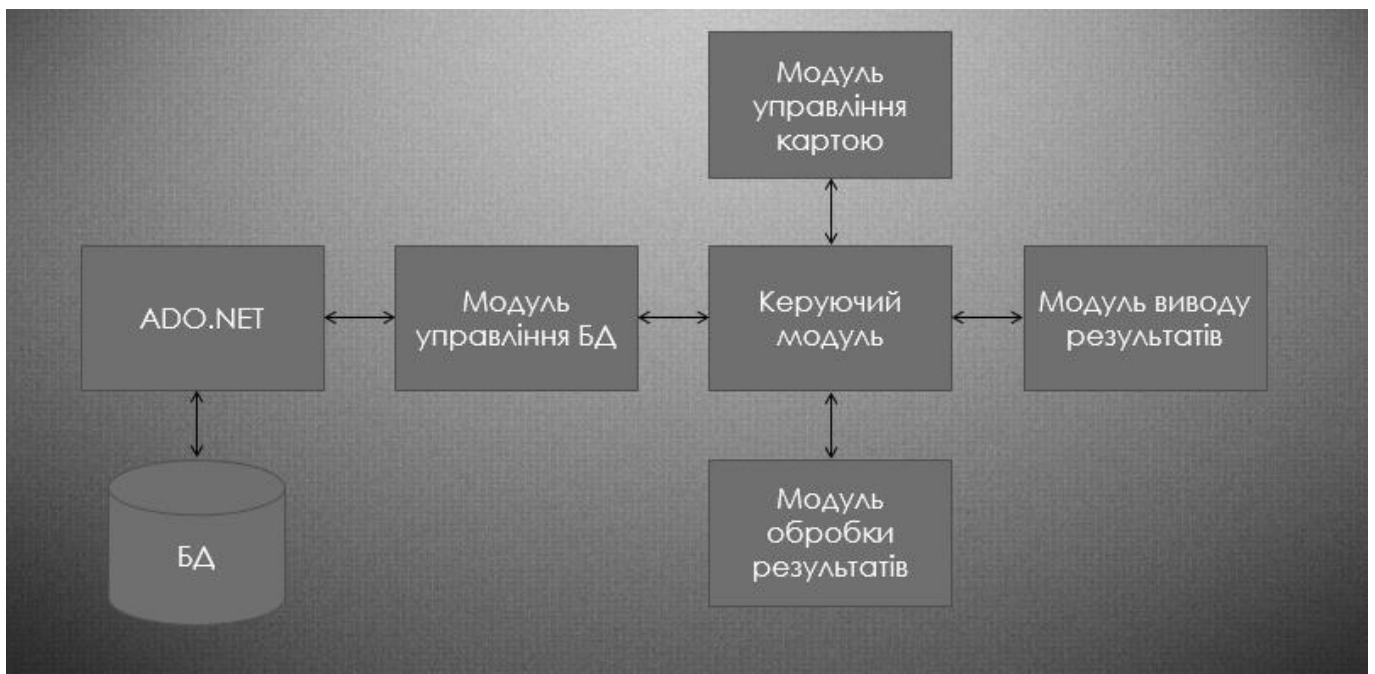 Модуль
управління
картою
ADO.NET
Модуль
управління БД
Керуючий
модуль
Модуль виводу
результатів
БД
Модуль
обробки
результатів